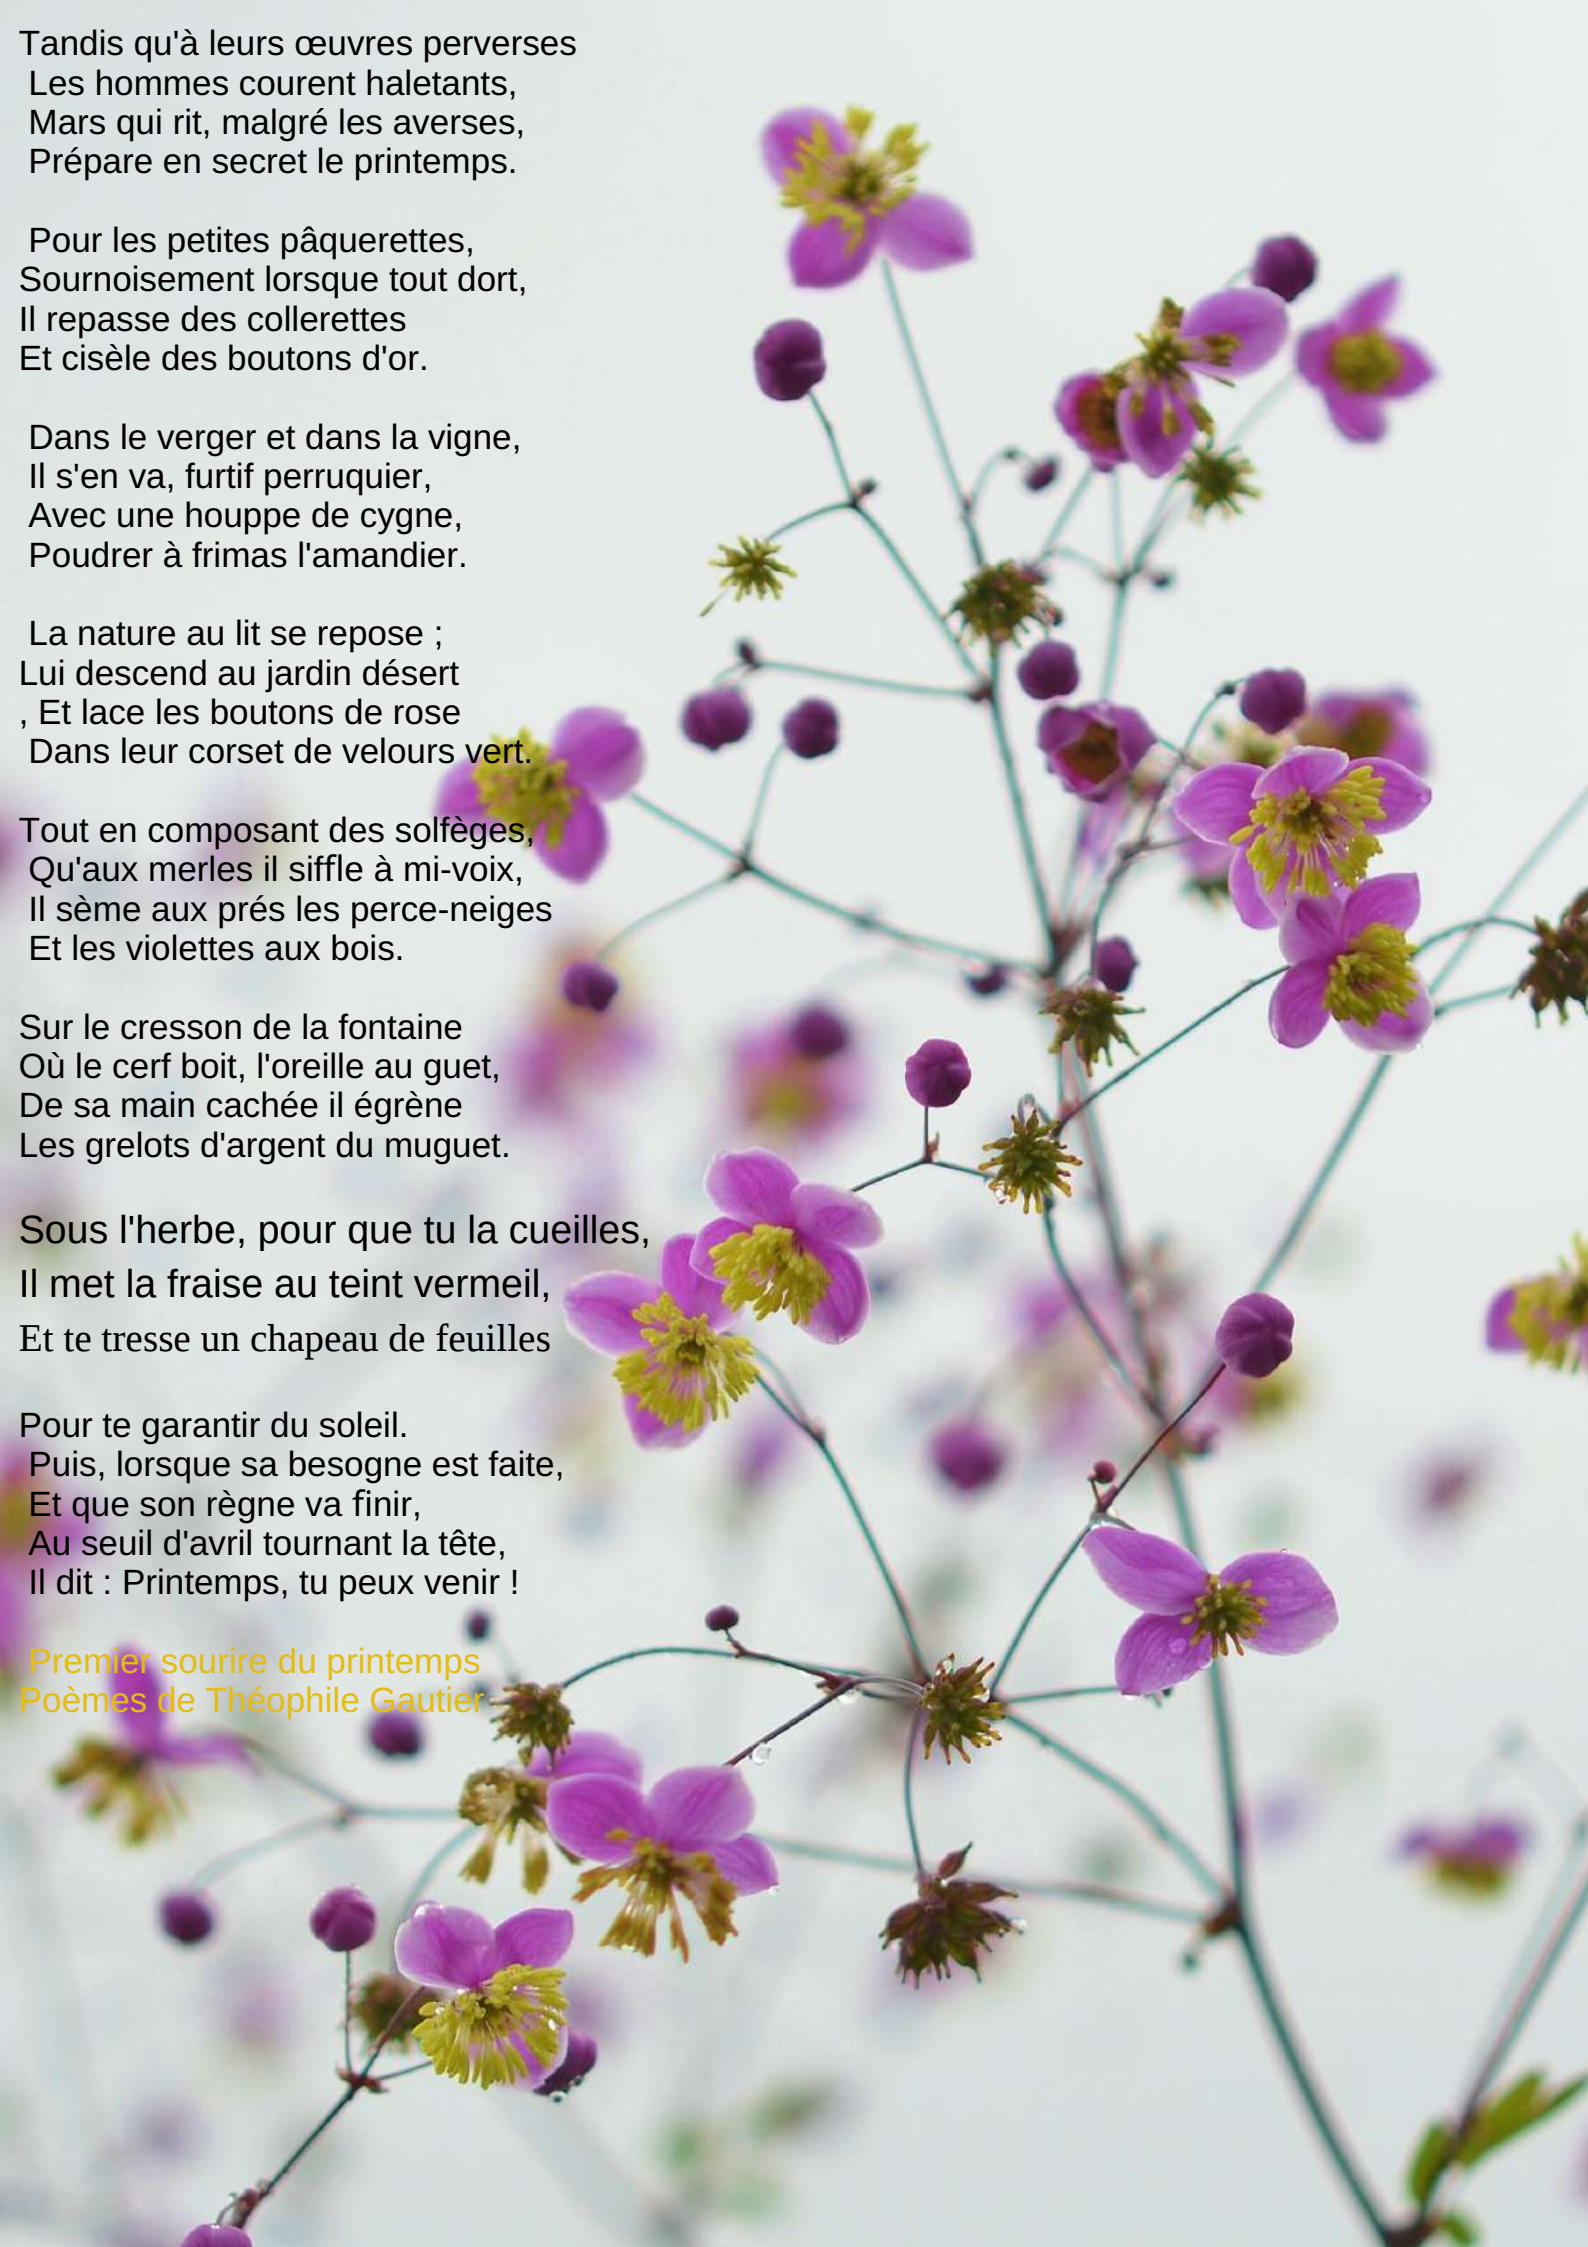 Tandis qu'à leurs œuvres perverses
Les hommes courent haletants,
Mars qui rit, malgré les averses,
Prépare en secret le printemps.
Pour les petites pâquerettes,
Sournoisement lorsque tout dort,
Il repasse des collerettes
Et cisèle des boutons d'or.
Dans le verger et dans la vigne,
Il s'en va, furtif perruquier,
Avec une houppe de cygne,
Poudrer à frimas l'amandier.
La nature au lit se repose ;
Lui descend au jardin désert
, Et lace les boutons de rose
Dans leur corset de velours vert.
Tout en composant des solfèges,
Qu'aux merles il siffle à mi-voix,
Il sème aux prés les perce-neiges
Et les violettes aux bois.
Sur le cresson de la fontaine
Où le cerf boit, l'oreille au guet,
De sa main cachée il égrène
Les grelots d'argent du muguet.
Sous l'herbe, pour que tu la cueilles,
Il met la fraise au teint vermeil,
Et te tresse un chapeau de feuilles
Pour te garantir du soleil.
Puis, lorsque sa besogne est faite,
Et que son règne va finir,
Au seuil d'avril tournant la tête,
Il dit : Printemps, tu peux venir !
Premier sourire du printemps
Poèmes de Théophile Gautier